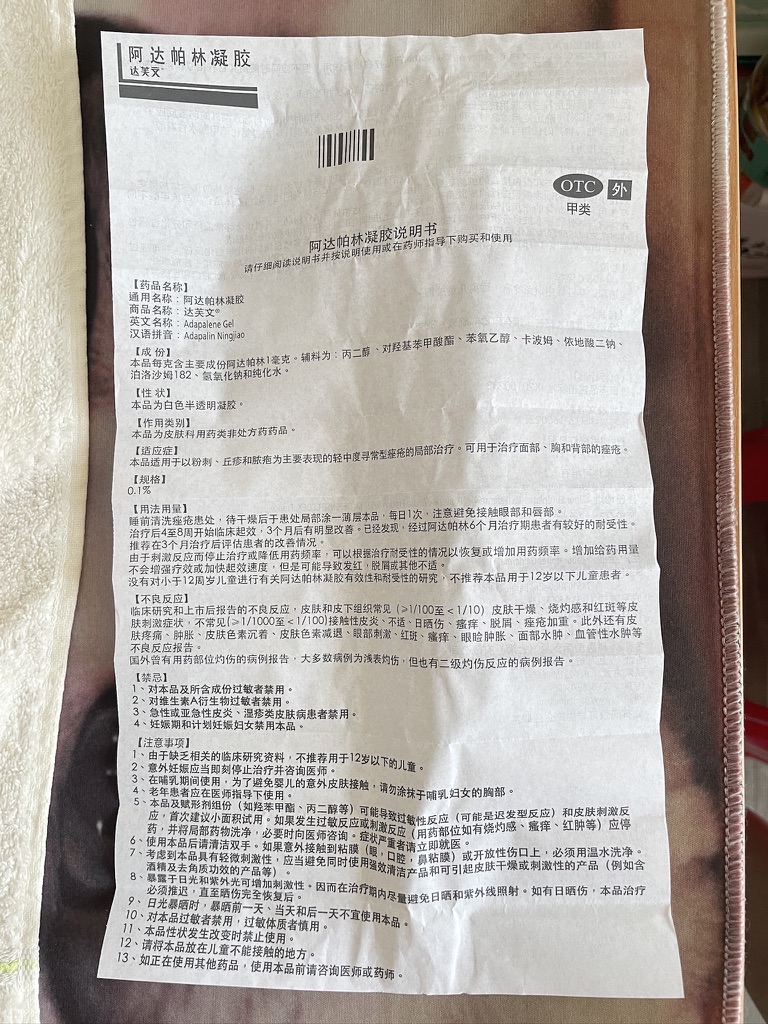 阿达帕林凝胶
达芙文®
OTC 外
甲类
阿达帕林凝胶说明书
请仔细阅读说明书并按说明使用或在药师指导下购买和使用
【药品名称】
通用名称：阿达帕林凝胶
商品名称：达芙文®
英文名称：Adapalene Gel
汉语拼音：Adapalin Ningjiao
【成 份】
本品每克含主要成份阿达帕林1毫克。辅料为：丙二醇、对羟基苯甲酸酯、苯氧乙醇、卡波姆、依地酸二钠、
泊洛沙姆182、氢氧化钠和纯化水。
【性 状】
本品为白色半透明凝胶。
【作用类别】
本品为皮肤科用药类非处方药药品。
【适应症】
本品适用于以粉刺、丘疹和脓疱为主要表现的轻中度寻常型痤疮的局部治疗。可用于治疗面部、胸和背部的痤疮。
【规格】
0.1%
【用法用量】
睡前清洗痤疮患处，待干燥后于患处局部涂一薄层本品，每日1次，注意避免接触眼部和唇部。
治疗后4至8周开始临床起效，3个月后有明显改善。已经发现，经过阿达帕林6个月治疗期患者有较好的耐受性。
推荐在3个月治疗后评估患者的改善情况。
由于刺激反应而停止治疗或降低用药频率，可以根据治疗耐受性的情况以恢复或增加用药频率。增加给药用量
不会增强疗效或加快起效速度，但是可能导致发红，脱屑或其他不适。
没有对小于12周岁儿童进行有关阿达帕林凝胶有效性和耐受性的研究，不推荐本品用于12岁以下儿童患者。
【不良反应】
临床研究和上市后报告的不良反应，皮肤和皮下组织常见（≥1/100至＜1/10）皮肤干燥、烧灼感和红斑等皮
肤刺激症状，不常见(≥1/1000至＜1/100)接触性皮炎、不适、日晒伤、瘙痒、脱屑、痤疮加重。此外还有皮
肤疼痛、肿胀、皮肤色素沉着、皮肤色素减退、眼部刺激、红斑、瘙痒、眼睑肿胀、面部水肿、血管性水肿等
不良反应报告。
国外曾有用药部位灼伤的病例报告，大多数病例为浅表灼伤，但也有二级灼伤反应的病例报告。
【禁忌】
1、对本品及所含成份过敏者禁用。
2、对维生素A衍生物过敏者禁用。
3、急性或亚急性皮炎、湿疹类皮肤病患者禁用。
4、妊娠期和计划妊娠妇女禁用本品。
【注意事项】
1、由于缺乏相关的临床研究资料，不推荐用于12岁以下的儿童。
2、意外妊娠应当即刻停止治疗并咨询医师。
3、在哺乳期间使用，为了避免婴儿的意外皮肤接触，请勿涂抹于哺乳妇女的胸部。
4、老年患者应在医师指导下使用。
5、本品及赋形剂组份（如羟苯甲酯、丙二醇等）可能导致过敏性反应（可能是迟发型反应）和皮肤刺激反
应，首次建议小面积试用。如果发生过敏反应或刺激反应（用药部位如有烧灼感、瘙痒、红肿等）应停
药，并将局部药物洗净，必要时向医师咨询。症状严重者请立即就医。
6、使用本品后请清洁双手。如果意外接触到粘膜（眼，口腔，鼻粘膜）或开放性伤口上，必须用温水洗净。
7、考虑到本品具有轻微刺激性，应当避免同时使用强效清洁产品和可引起皮肤干燥或刺激的产品（例如含
酒精及去角质功效的产品等）。
8、暴露于日光和紫外光可增加刺激性。因而在治疗期内尽量避免日晒和紫外线照射。如有日晒伤，本品治疗
必须推迟，直至晒伤完全恢复后。
9、日光暴晒时，暴晒前一天、当天和后一天不宜使用本品。
10、对本品过敏者禁用，过敏体质者慎用。
11、本品性状发生改变时禁止使用。
12、请将本品放在儿童不能接触的地方。
13、如正在使用其他药品，使用本品前请咨询医师或药师。